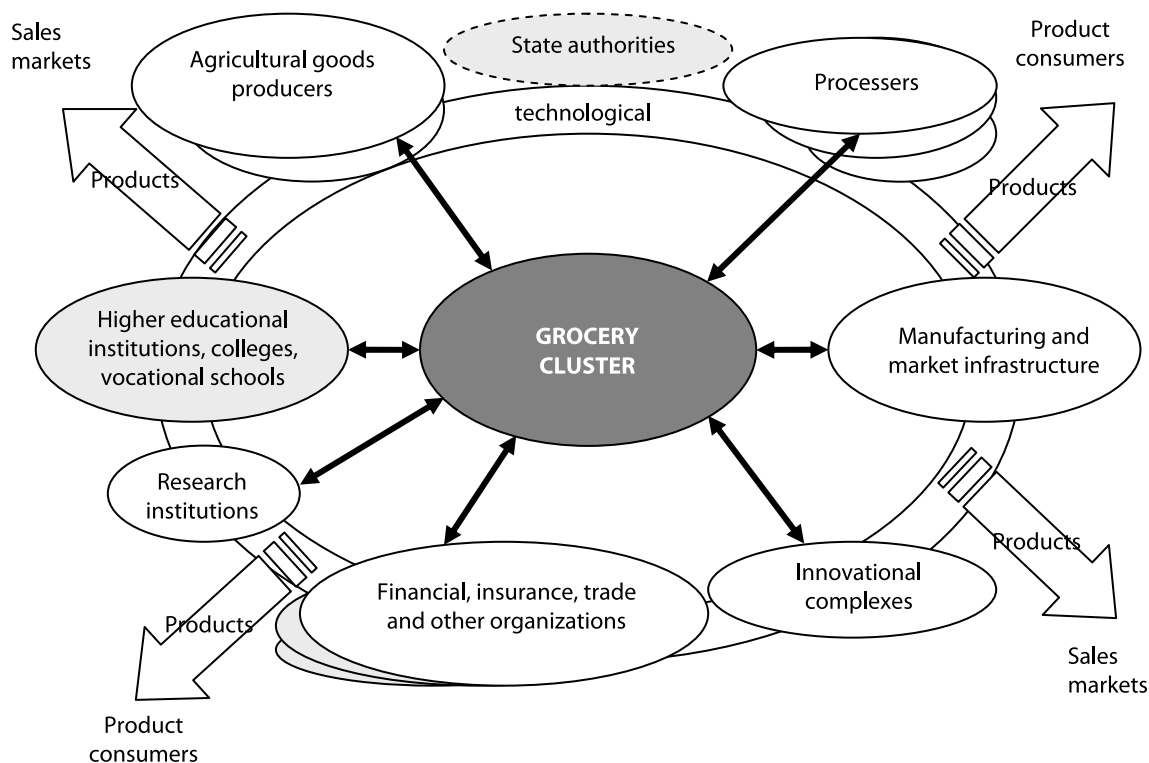 Sales
markets
Agricultural goods
producers
State authorities
Processers
Product
consumers
technological
Products
Products
Higher educational
institutions, colleges,
vocational schools
GROCERY
CLUSTER
Manufacturing and
market infrastructure
Research
institutions
Products
Innovational
complexes
Financial, insurance, trade
and other organizations
Products
Sales
markets
Product
consumers